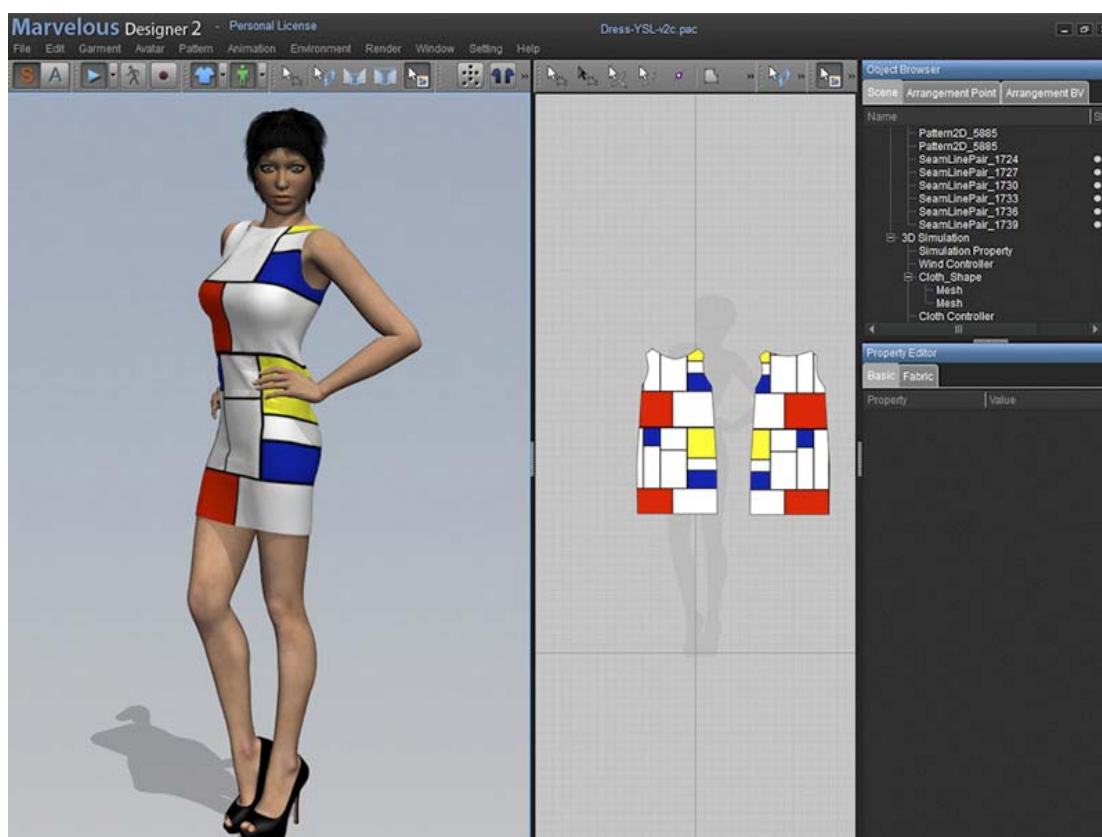 Marvelous Designer 2 - Personal License
Dress-YSL-v2c.pac
File Edit Garment Avatar Pattern Animation Environment Render Window Setting Help
S A
Object Browser
Scene Arrangement Point Arrangement BV
Name S
Pattern2D_5885
Pattern2D_5885
SeamLinePair_1724
SeamLinePair_1727
SeamLinePair_1730
SeamLinePair_1733
SeamLinePair_1736
SeamLinePair_1739
3D Simulation
Simulation Property
Wind Controller
Cloth_Shape
Mesh
Mesh
Cloth Controller
Property Editor
Basic Fabric
Property Value